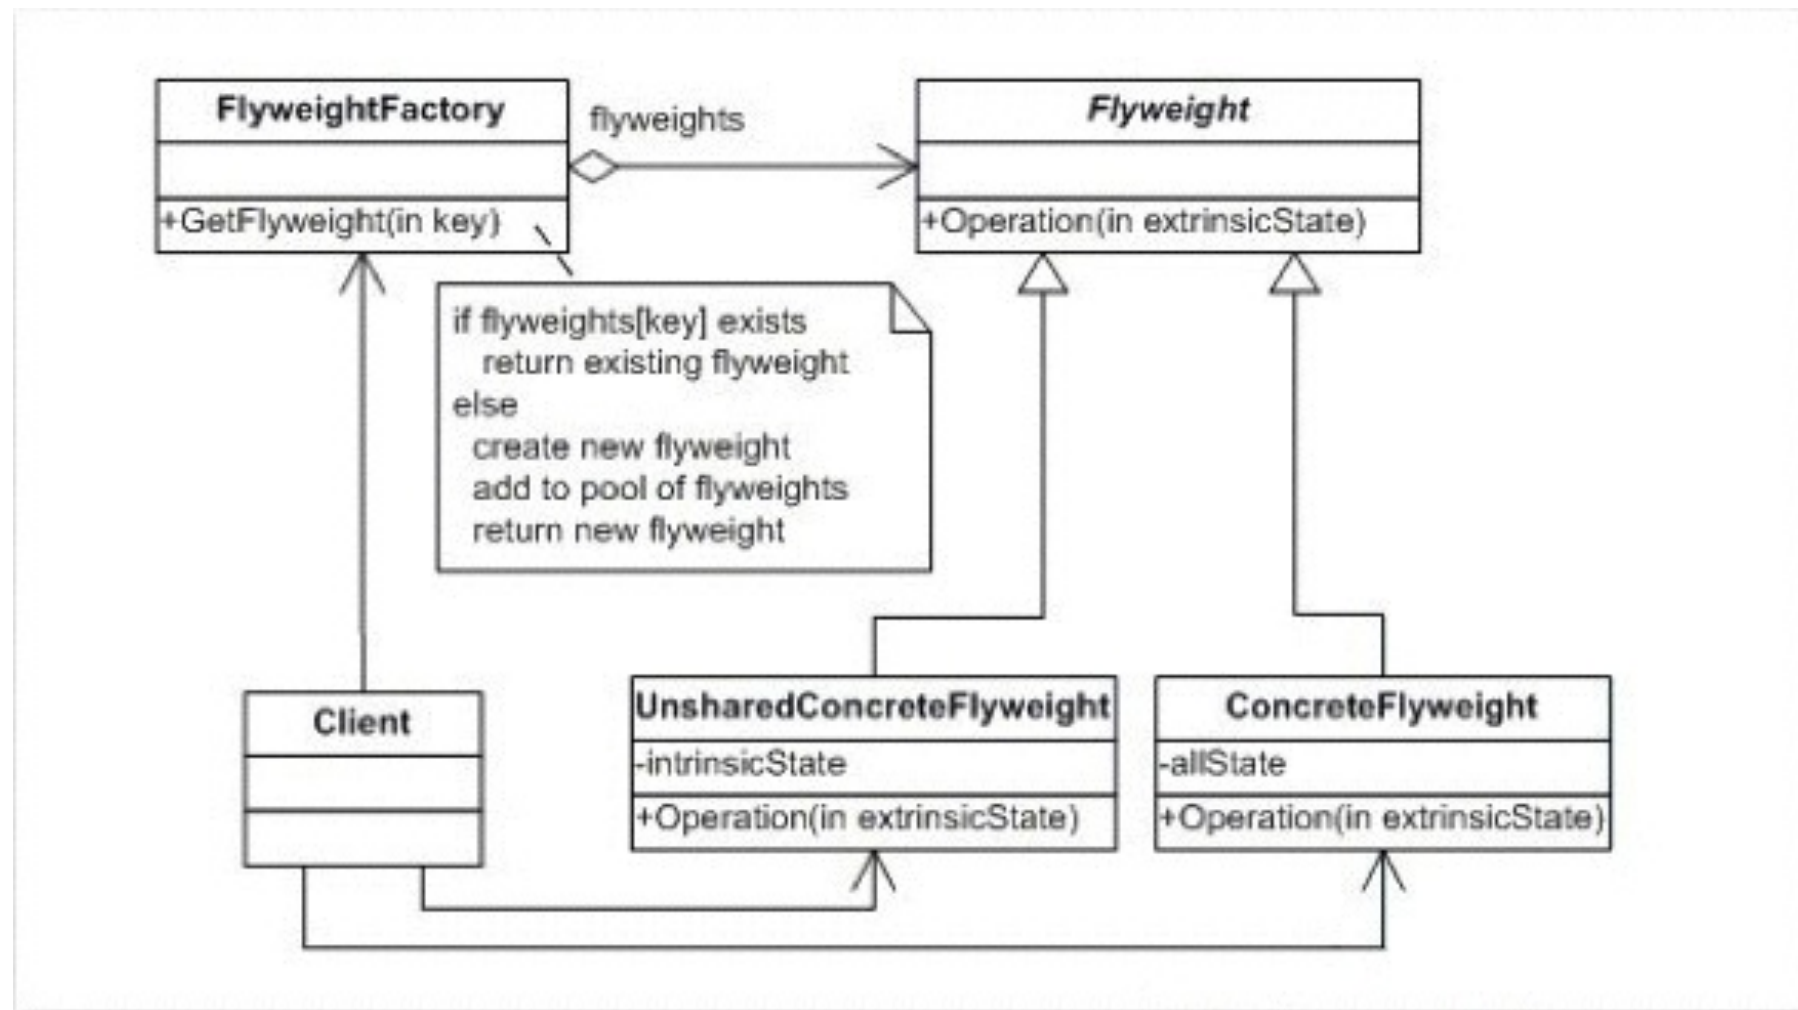 FlyweightFactory
+GetFlyweight(in key)
flyweights
Flyweight
+Operation(in extrinsicState)
if flyweights[key] exists
return existing flyweight
else
create new flyweight
add to pool of flyweights
return new flyweight
Client
UnsharedConcreteFlyweight
-intrinsicState
+Operation(in extrinsicState)
ConcreteFlyweight
-allState
+Operation(in extrinsicState)